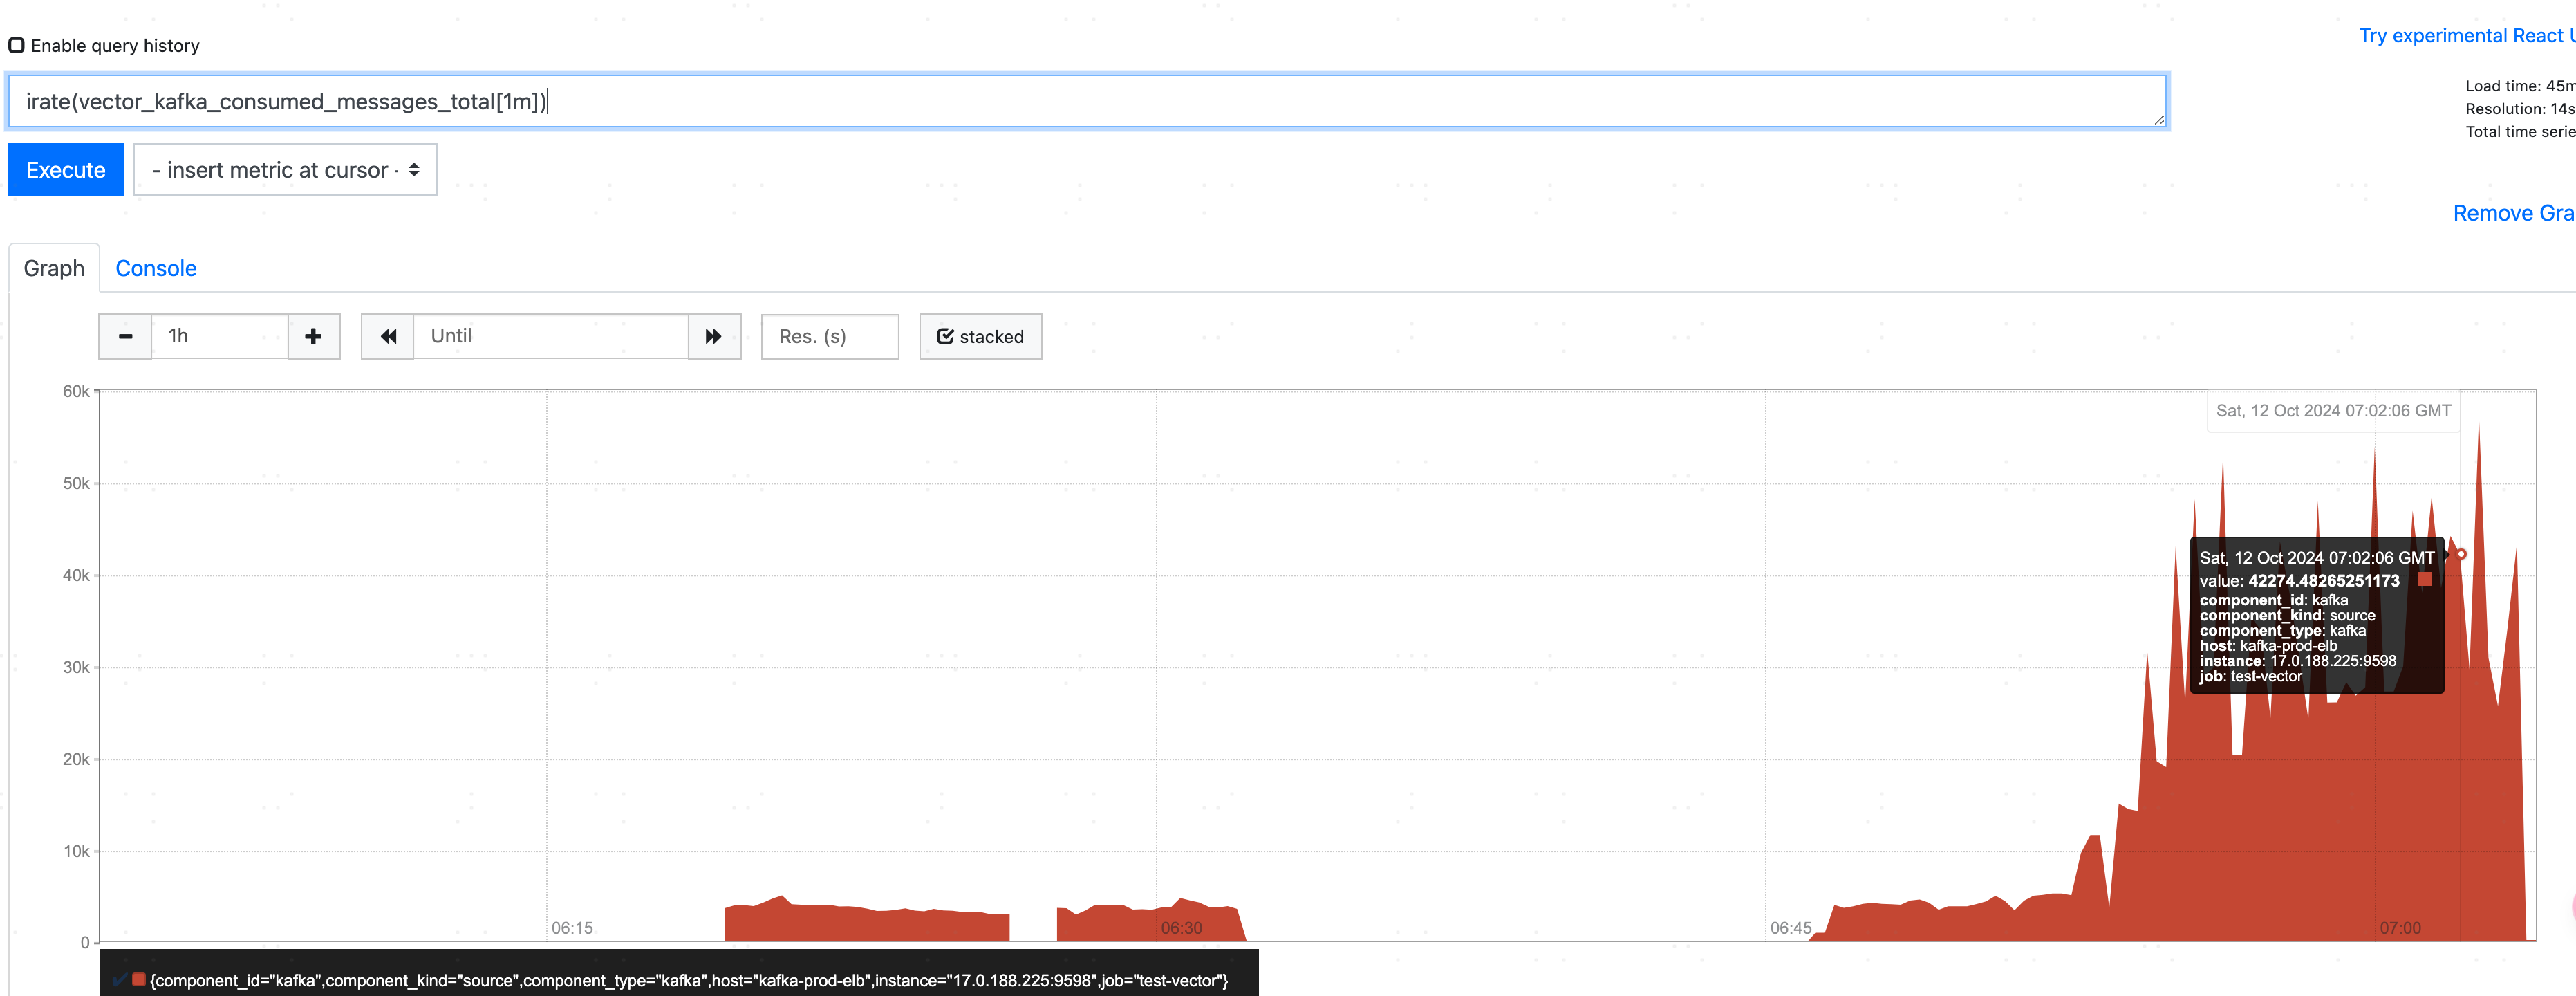 Enable query history
Try experimental React U
irate(vector_kafka_consumed_messages_total[1m])
Load time: 45m
Resolution: 14s
Total time serie
Execute
- insert metric at cursor -
Remove Gra
Graph
Console
1h
Until
Res. (s)
stacked
60k
50k
40k
30k
20k
10k
0
Sat, 12 Oct 2024 07:02:06 GMT
Sat, 12 Oct 2024 07:02:06 GMT
value: 42274.48265251173
component_id: kafka
component_kind: source
component_type: kafka
host: kafka-prod-elb
instance: 17.0.188.225:9598
job: test-vector
06:15
06:30
06:45
07:00
{component_id="kafka",component_kind="source",component_type="kafka",host="kafka-prod-elb",instance="17.0.188.225:9598",job="test-vector"}